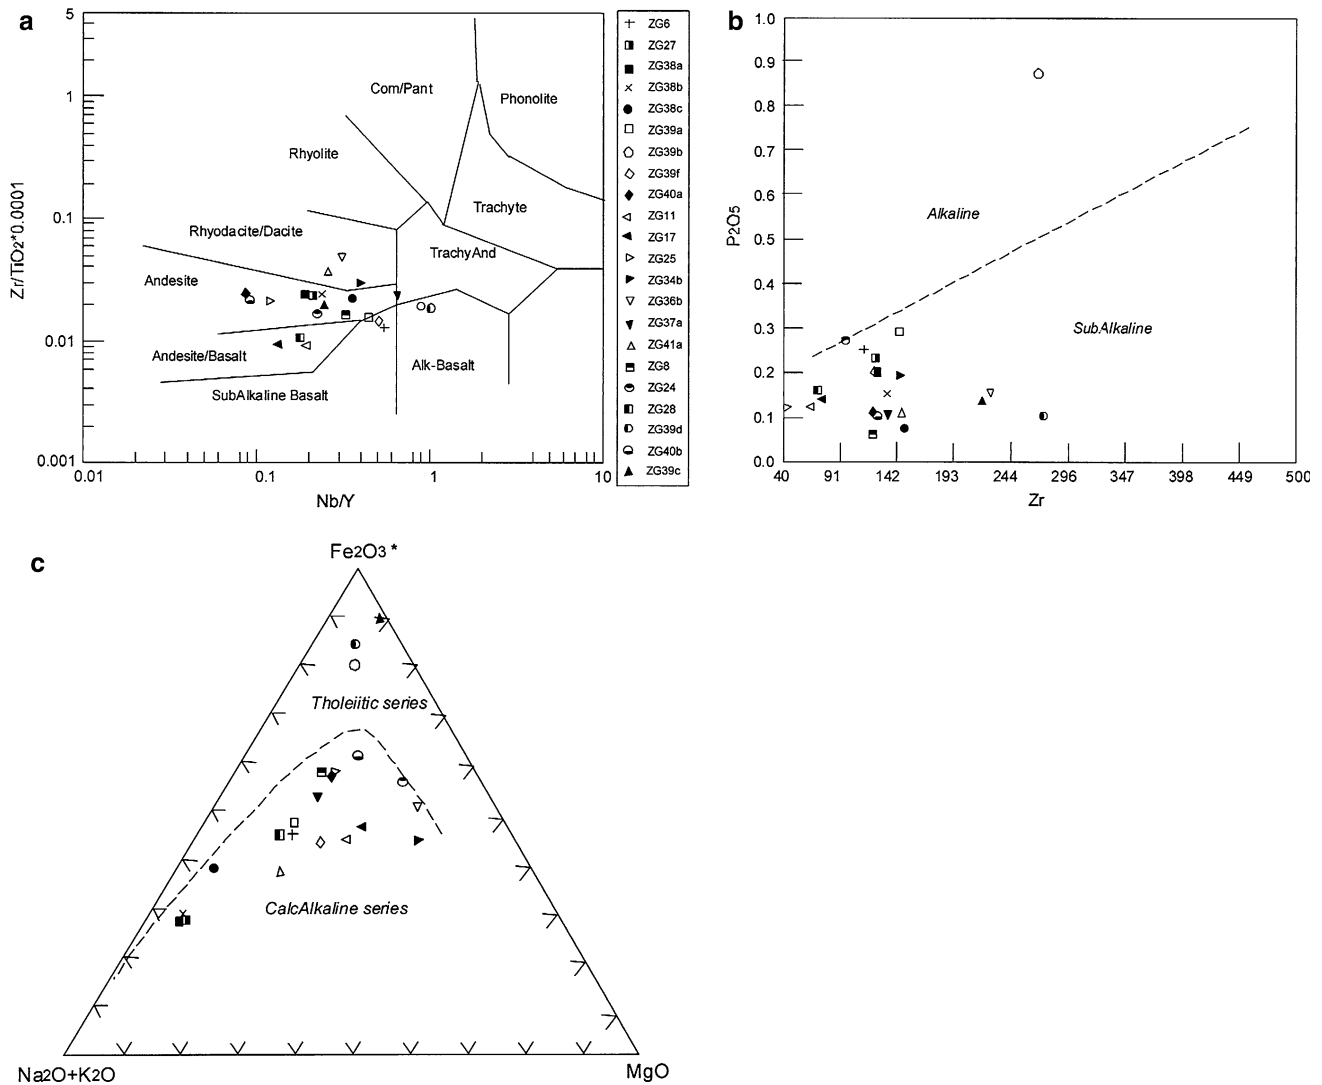 a
5
1
0.1
0.01
0.001
Zr/TiO2*0.0001
0.01
0.1
1
10
Nb/Y
Com/Pant
Phonolite
Rhyolite
Trachyte
Rhyodacite/Dacite
TrachyAnd
Andesite
Andesite/Basalt
Alk-Basalt
SubAlkaline Basalt
ZG6
ZG27
ZG38a
ZG38b
ZG38c
ZG39a
ZG39b
ZG39f
ZG40a
ZG11
ZG17
ZG25
ZG34b
ZG36b
ZG37a
ZG41a
ZG8
ZG24
ZG28
ZG39d
ZG40b
ZG39c
b
1.0
0.9
0.8
0.7
0.6
0.5
0.4
0.3
0.2
0.1
0.0
P2O5
40 91 142 193 244 296 347 398 449 500
Zr
Alkaline
SubAlkaline
c
Fe2O3 *
Tholeiitic series
CalcAlkaline series
Na2O+K2O
MgO